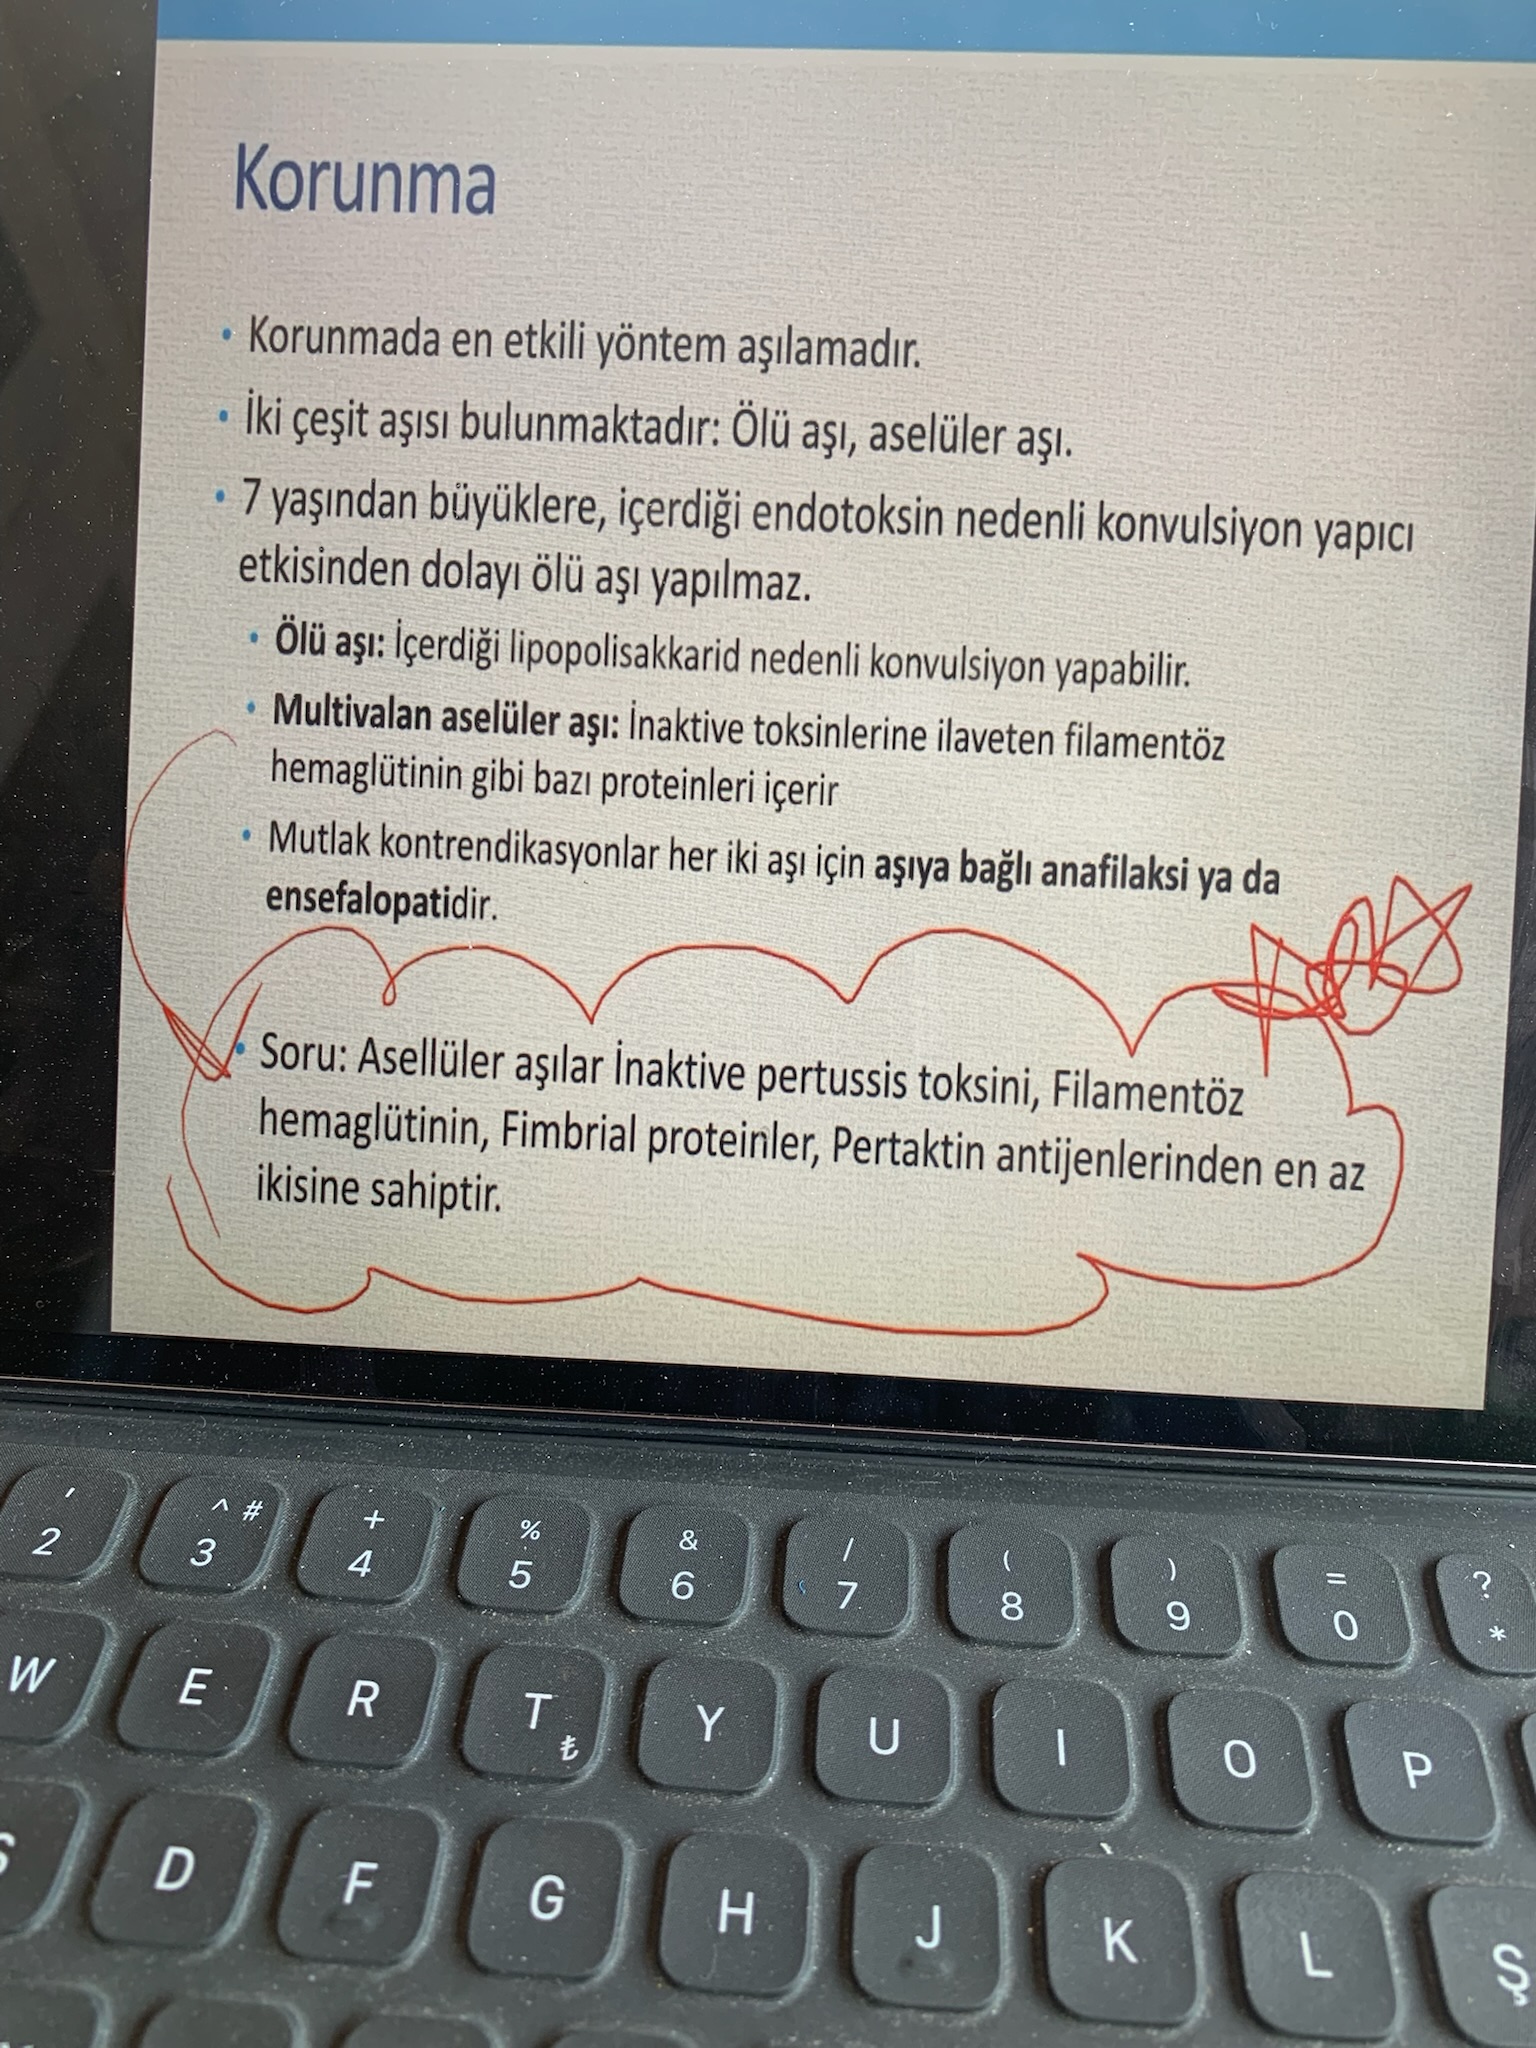 Korunma
• Korunmada en etkili yöntem aşılamadır.
• İki çeşit aşısı bulunmaktadır: Ölü aşı, aselüler aşı.
• 7 yaşından büyüklere, içerdiği endotoksin nedenli konvulsiyon yapıcı
etkisinden dolayı ölü aşı yapılmaz.
• Ölü aşı: İçerdiği lipopolisakkarid nedenli konvulsiyon yapabilir.
• Multivalan aselüler aşı: İnaktive toksinlerine ilaveten filamentöz
hemaglütinin gibi bazı proteinleri içerir
• Mutlak kontrendikasyonlar her iki aşı için aşıya bağlı anafilaksi ya da
ensefalopatidir.
• Soru: Asellüler aşılar İnaktive pertussis toksini, Filamentöz
hemaglütinin, Fimbrial proteinler, Pertaktin antijenlerinden en az
ikisine sahiptir.
' ^ # + % & / ( ) = ?
2 3 4 5 6 7 8 9 0 *
W E R T ₺ Y U I O P
S D F G H J K L Ş